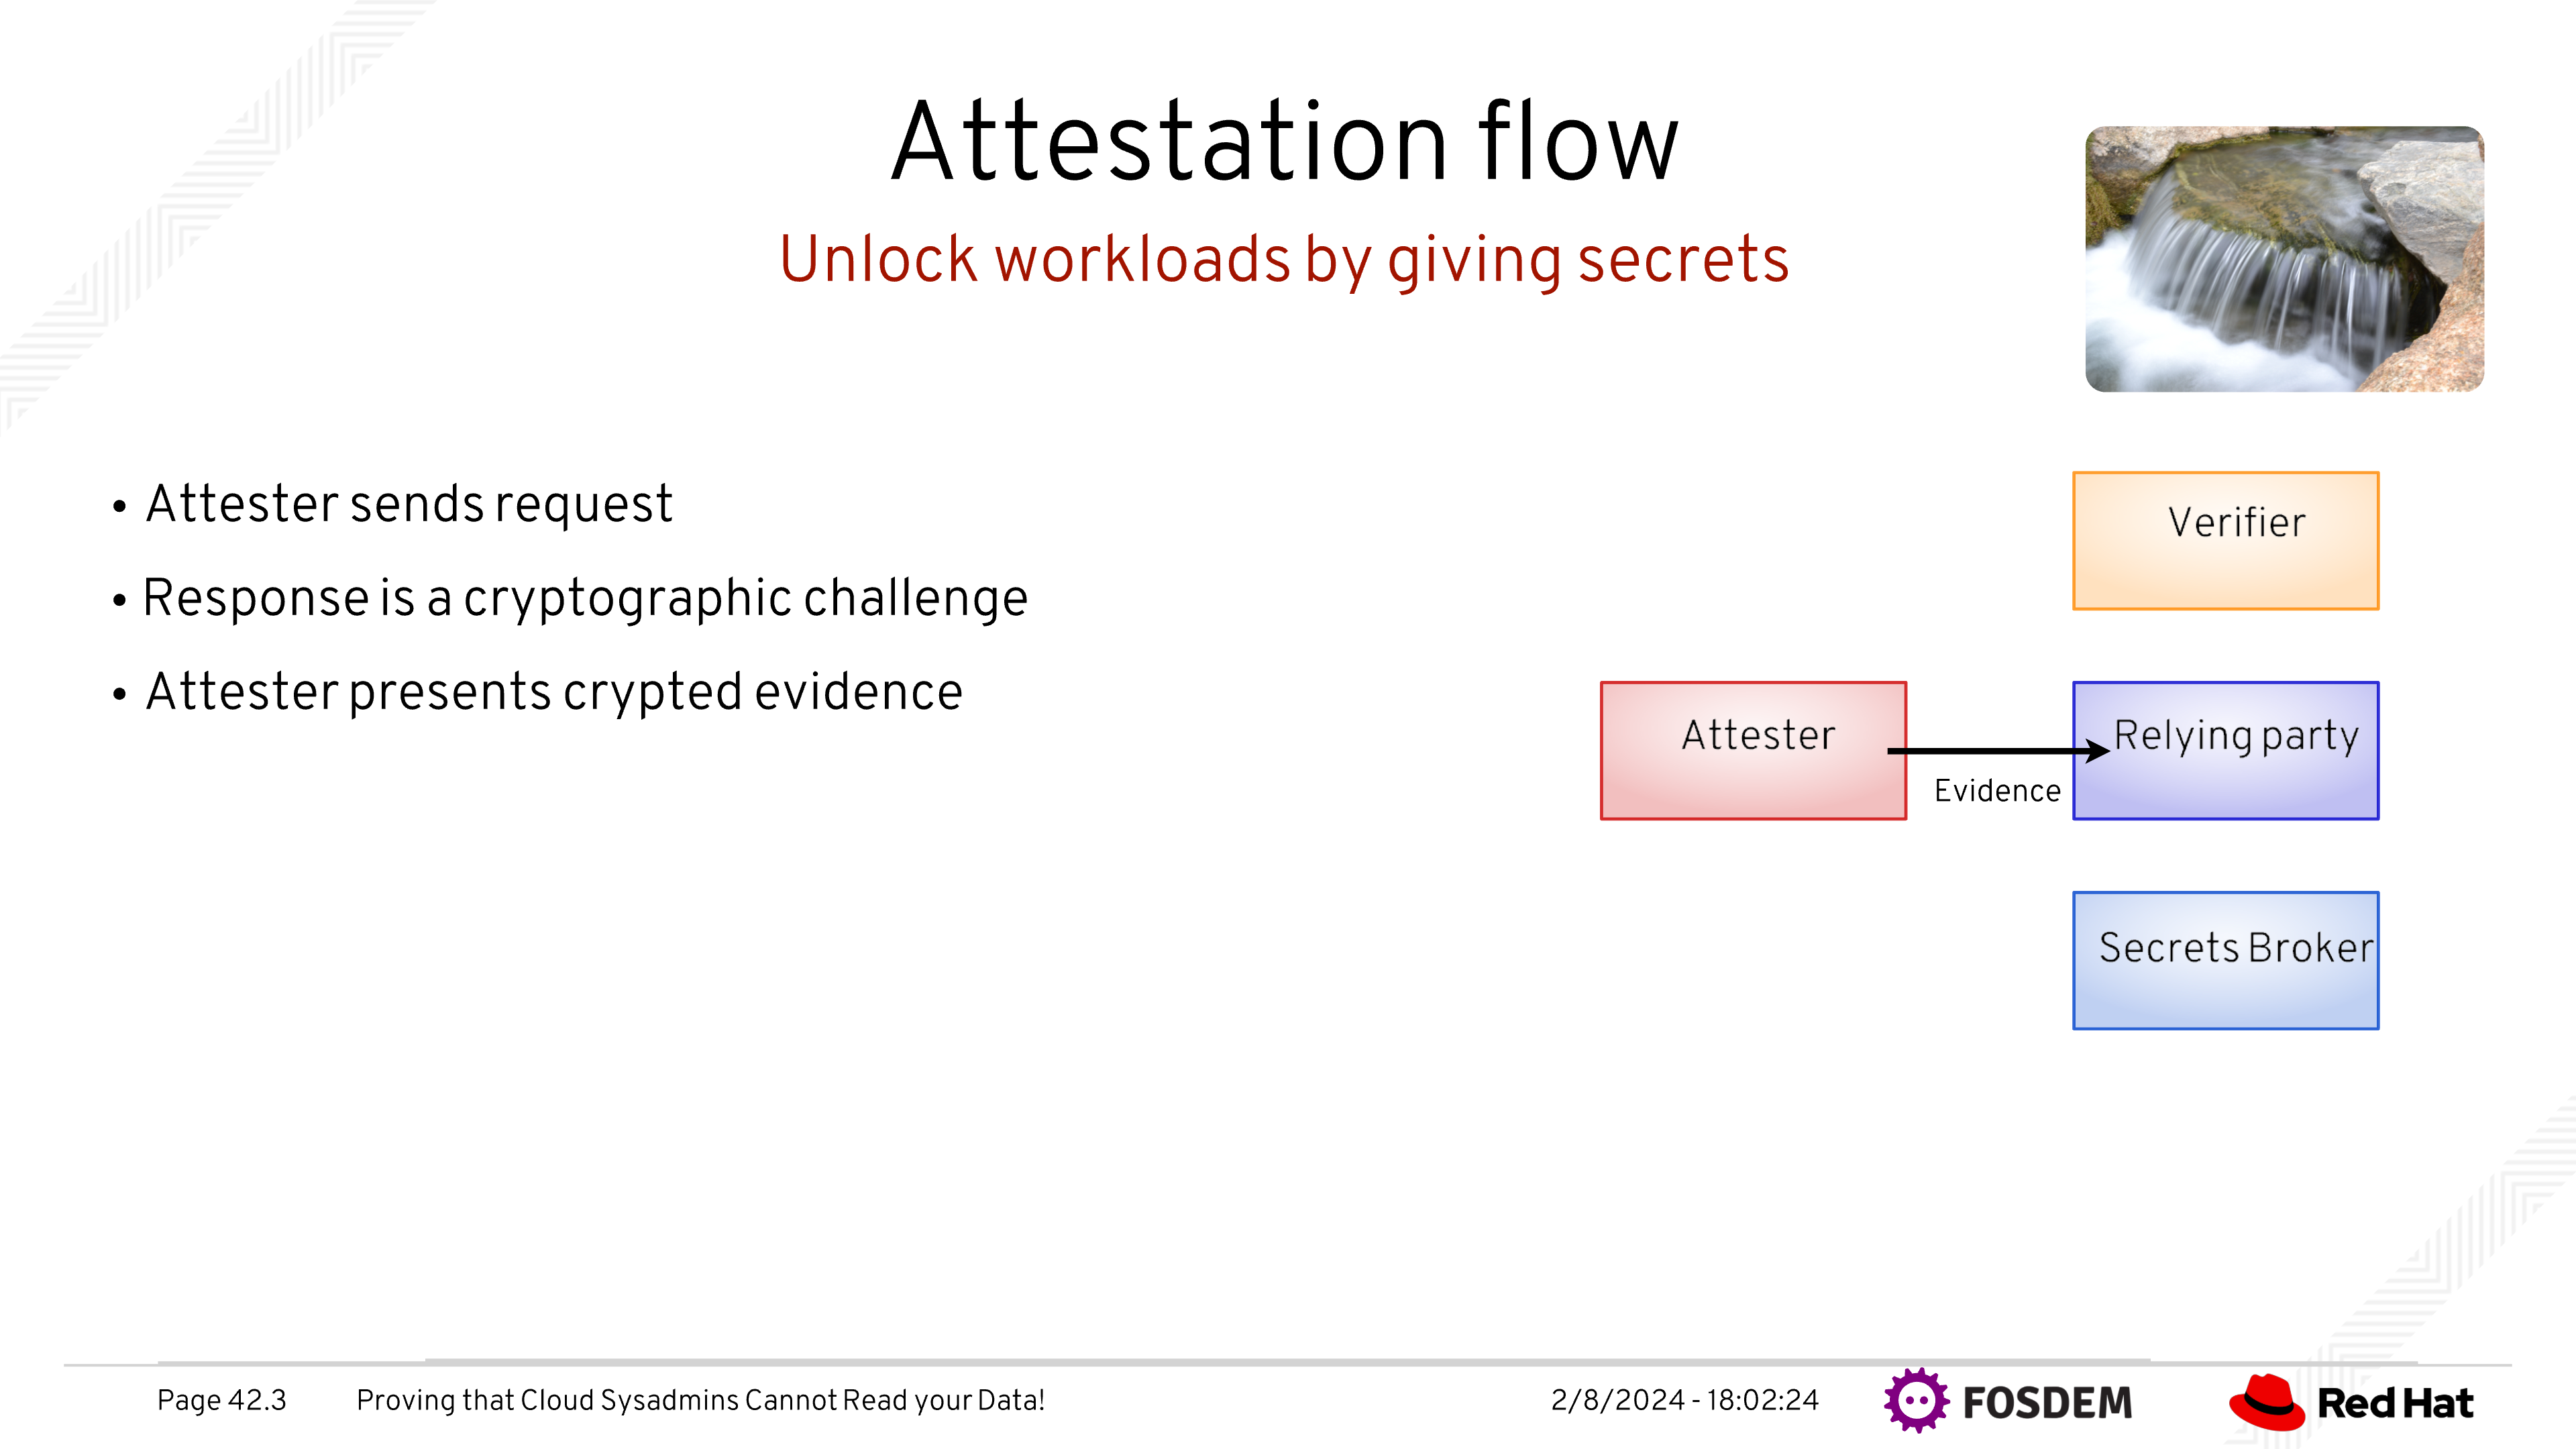 Attestation flow
Unlock workloads by giving secrets
• Attester sends request
• Response is a cryptographic challenge
• Attester presents crypted evidence
Verifier
Attester
Relying party
Evidence
Secrets Broker
Page 42.3
Proving that Cloud Sysadmins Cannot Read your Data!
2/8/2024 - 18:02:24
FOSDEM
Red Hat